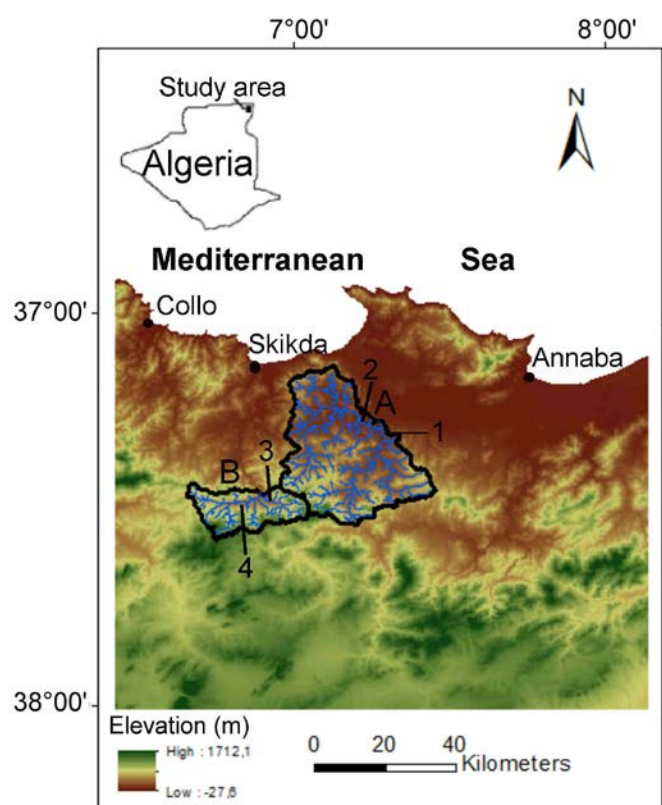 7°00' 8°00'
Study area
N
Algeria
Mediterranean Sea
37°00'
Collo
Skikda
Annaba
2
A
1
3
B
4
38°00'
Elevation (m)
High : 1712,1
Low : -27,6
0 20 40
Kilometers